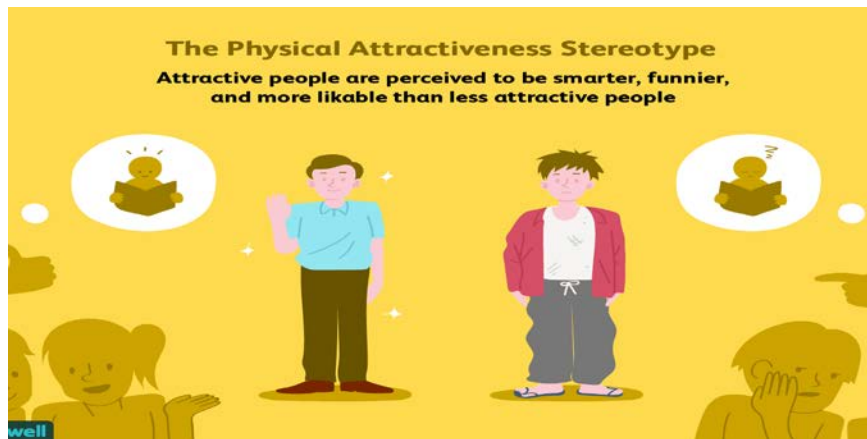 The Physical Attractiveness Stereotype
Attractive people are perceived to be smarter, funnier,
and more likable than less attractive people
Z
well